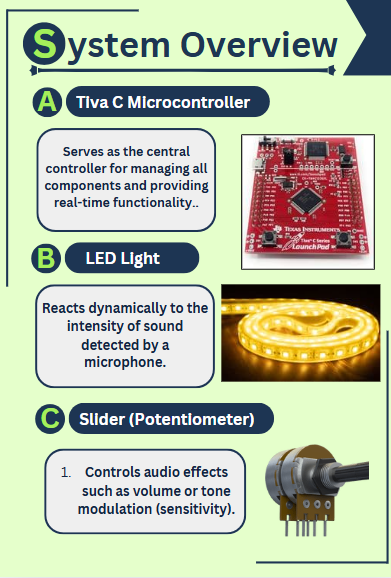 System Overview
A Tiva C Microcontroller
Serves as the central
controller for managing all
components and providing
real-time functionality..
TEXAS INSTRUMENTS
Tiva C Series
LaunchPad
B LED Light
Reacts dynamically to the
intensity of sound
detected by a
microphone.
C Slider (Potentiometer)
1. Controls audio effects
such as volume or tone
modulation (sensitivity).